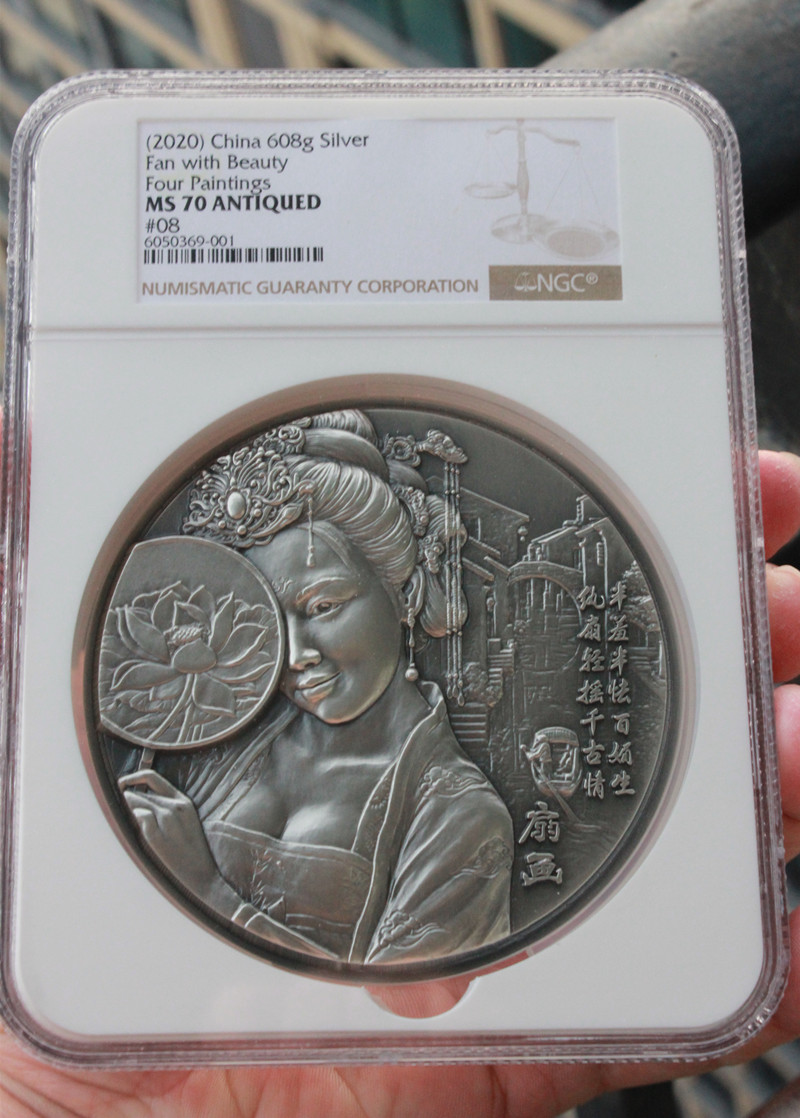 (2020) China 608g Silver
Fan with Beauty
Four Paintings
MS 70 ANTIQUED
#08
6050369-001
NUMISMATIC GUARANTY CORPORATION
NGC®
半羞半怯百媚生
纨扇轻摇千古情
扇画